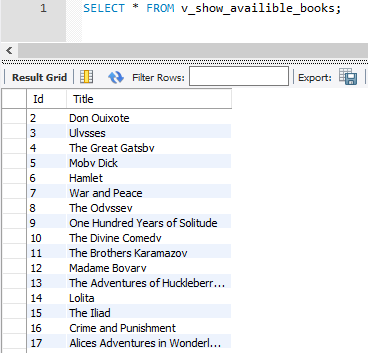 1 SELECT * FROM v_show_availible_books;
Result Grid Filter Rows: Export:
Id Title
2 Don Quixote
3 Ulysses
4 The Great Gatsby
5 Moby Dick
6 Hamlet
7 War and Peace
8 The Odyssey
9 One Hundred Years of Solitude
10 The Divine Comedy
11 The Brothers Karamazov
12 Madame Bovary
13 The Adventures of Huckleberr...
14 Lolita
15 The Iliad
16 Crime and Punishment
17 Alices Adventures in Wonderl...